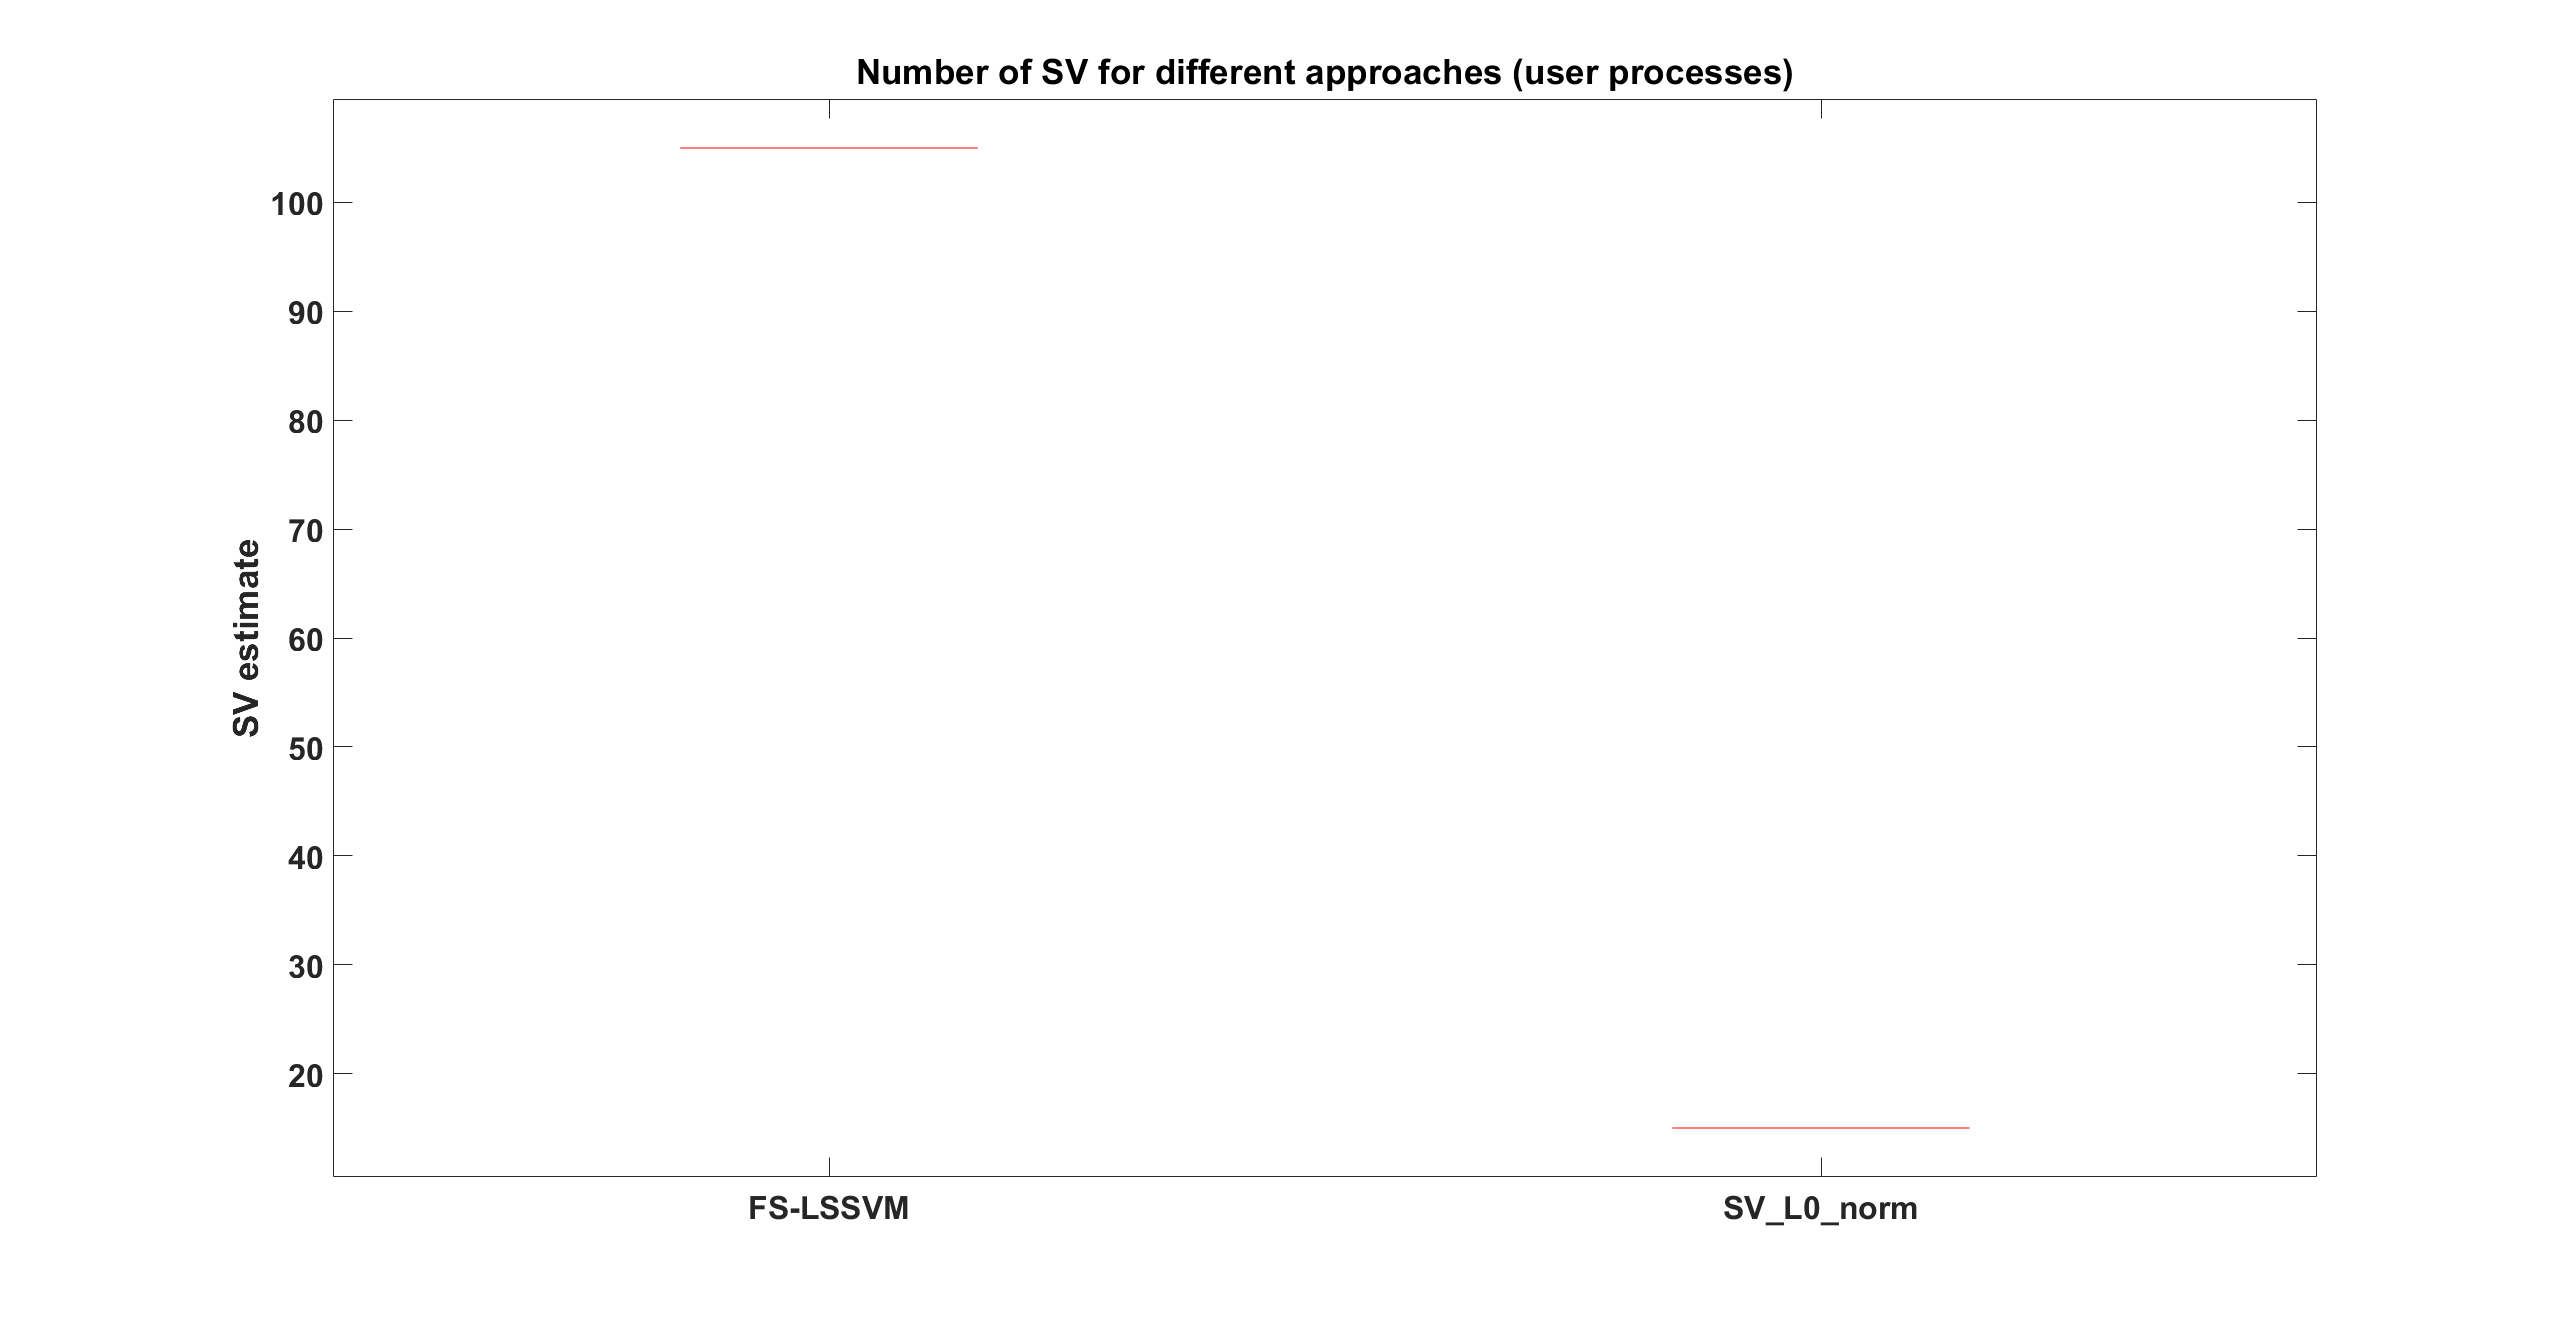 Number of SV for different approaches (user processes)
100
90
80
70
60
50
40
30
20
SV estimate
FS-LSSVM
SV_L0_norm